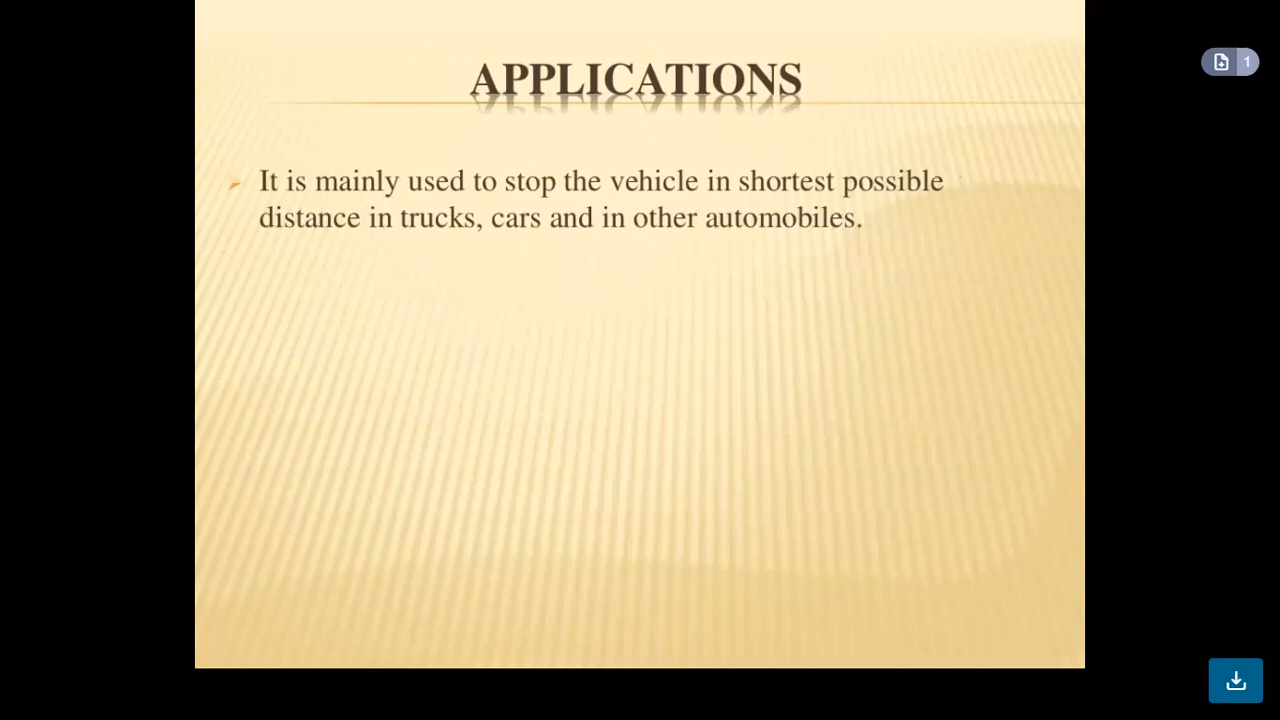 APPLICATIONS
1
It is mainly used to stop the vehicle in shortest possible
distance in trucks, cars and in other automobiles.